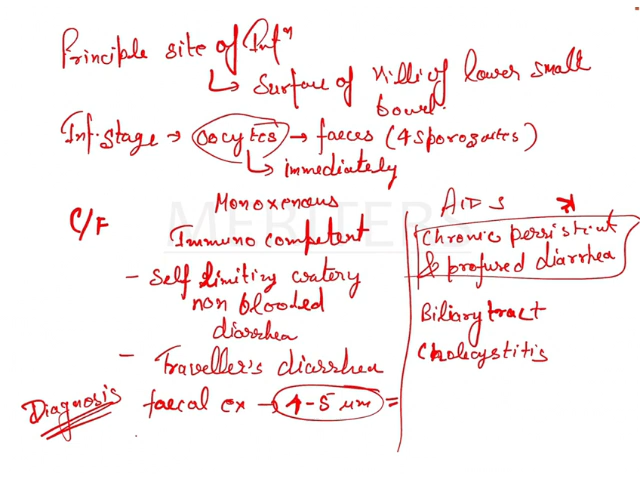 Principle site of Infⁿ
↳ Surface of Villi of lower small
bowel.
Inf. stage → oocytes → faeces (4 sporozoites)
↳ immediately
C/F
Monoxenous
Immuno competent
- Self limiting watery
non blooded
diarrhea
- Traveller's diarrhea
AIDS *
Chronic persistent
& profused diarrhea
Biliary tract
Cholecystitis
Diagnosis faecal ex → 4-5 µm =
MERITERS